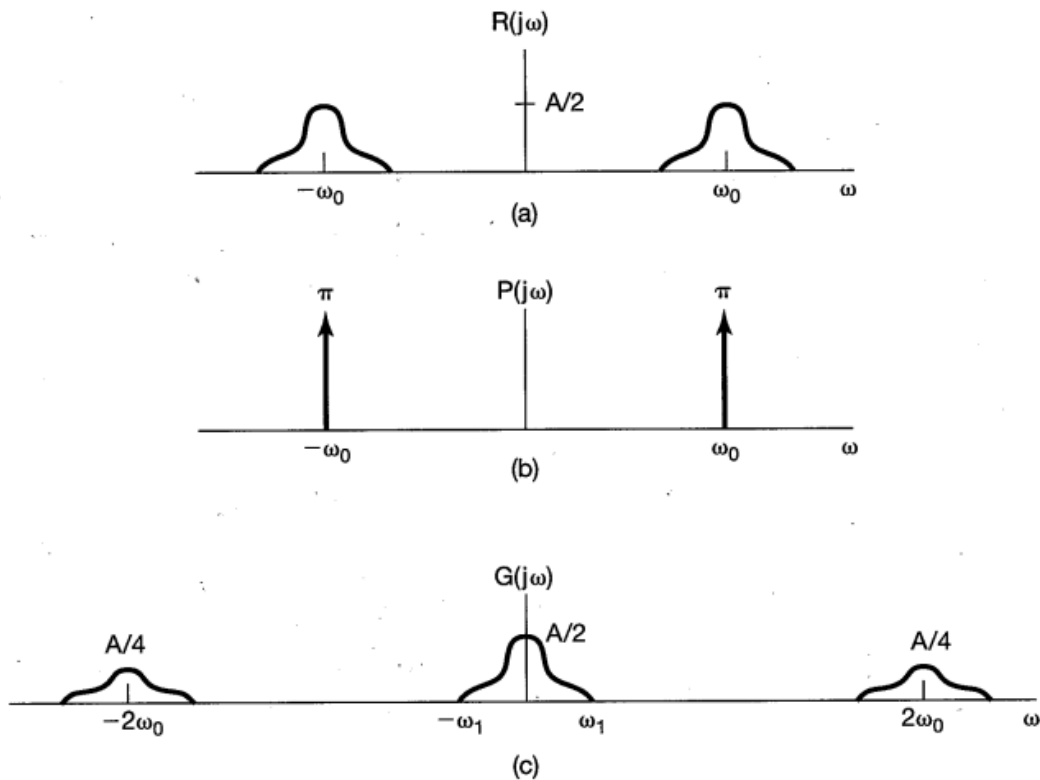 R(jω)
A/2
−ω₀ ω₀ ω
(a)
π P(jω) π
−ω₀ ω₀ ω
(b)
G(jω)
A/4 A/2 A/4
−2ω₀ −ω₁ ω₁ 2ω₀ ω
(c)